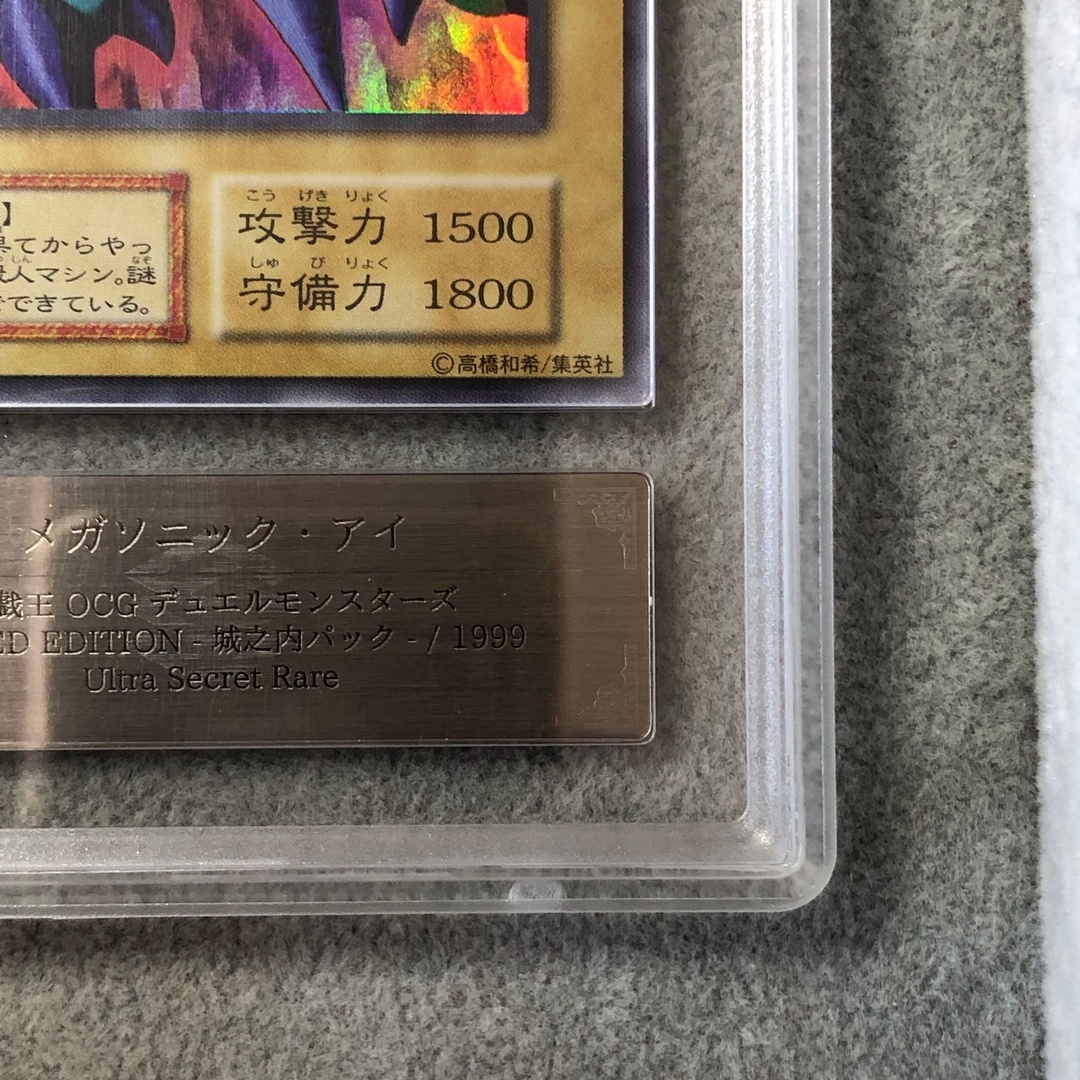 】
果てからやっ
人マシン。謎
でできている。
こう げき りょく
攻撃力 1500
しゅ び りょく
守備力 1800
©高橋和希/集英社
メガソニック・アイ
戯王 OCG デュエルモンスターズ
ED EDITION - 城之内パック - / 1999
Ultra Secret Rare